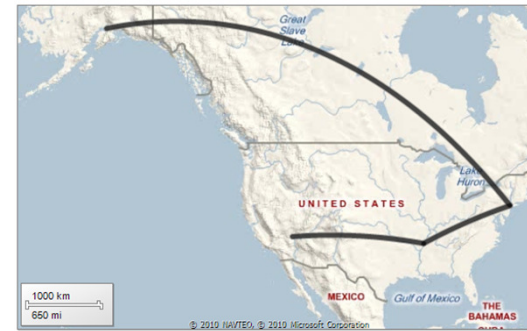 Great
Slave
Lake
Lake
Huron
UNITED STATES
MEXICO
Gulf of Mexico
THE
BAHAMAS
CUBA
1000 km
650 mi
© 2010 NAVTEQ, © 2010 Microsoft Corporation